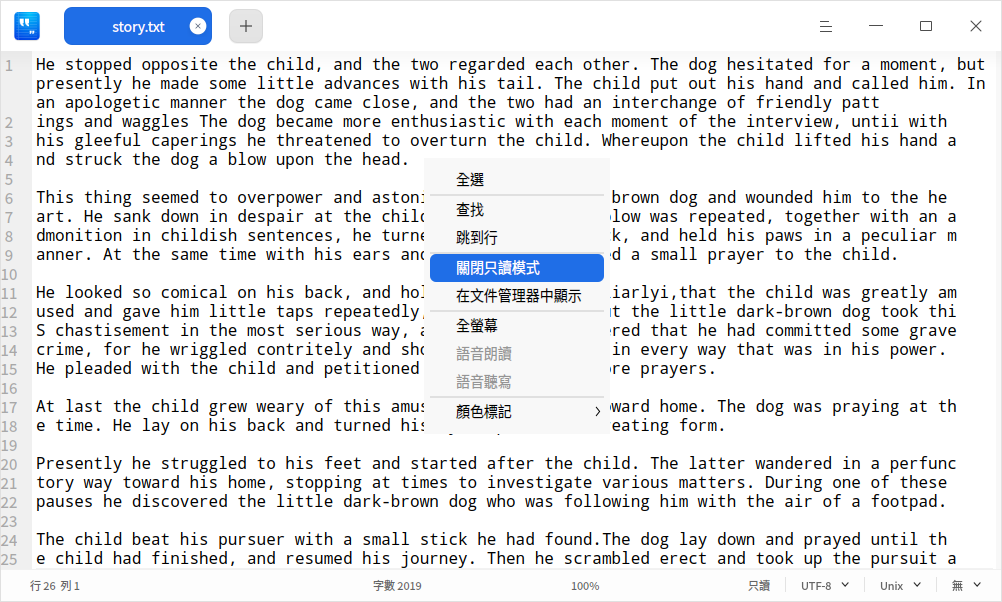 story.txt
1 He stopped opposite the child, and the two regarded each other. The dog hesitated for a moment, but
presently he made some little advances with his tail. The child put out his hand and called him. In
an apologetic manner the dog came close, and the two had an interchange of friendly patt
2 ings and waggles The dog became more enthusiastic with each moment of the interview, untii with
3 his gleeful caperings he threatened to overturn the child. Whereupon the child lifted his hand a
4 nd struck the dog a blow upon the head.
5
6 This thing seemed to overpower and astoni brown dog and wounded him to the he
7 art. He sank down in despair at the child low was repeated, together with an a
8 dmonition in childish sentences, he turne k, and held his paws in a peculiar m
9 anner. At the same time with his ears and d a small prayer to the child.
10
11 He looked so comical on his back, and hol iarlyi,that the child was greatly am
12 used and gave him little taps repeatedly, ut the little dark-brown dog took thi
13 S chastisement in the most serious way, a ered that he had committed some grave
14 crime, for he wriggled contritely and sho in every way that was in his power.
15 He pleaded with the child and petitioned ore prayers.
16
17 At last the child grew weary of this amus oward home. The dog was praying at th
18 e time. He lay on his back and turned his eating form.
19
20 Presently he struggled to his feet and started after the child. The latter wandered in a perfunc
21 tory way toward his home, stopping at times to investigate various matters. During one of these
22 pauses he discovered the little dark-brown dog who was following him with the air of a footpad.
23
24 The child beat his pursuer with a small stick he had found.The dog lay down and prayed until th
25 e child had finished, and resumed his journey. Then he scrambled erect and took up the pursuit a
全選
查找
跳到行
關閉只讀模式
在文件管理器中顯示
全螢幕
語音朗讀
語音聽寫
顏色標記
行 26 列 1 字數 2019 100% 只讀 UTF-8 Unix 無